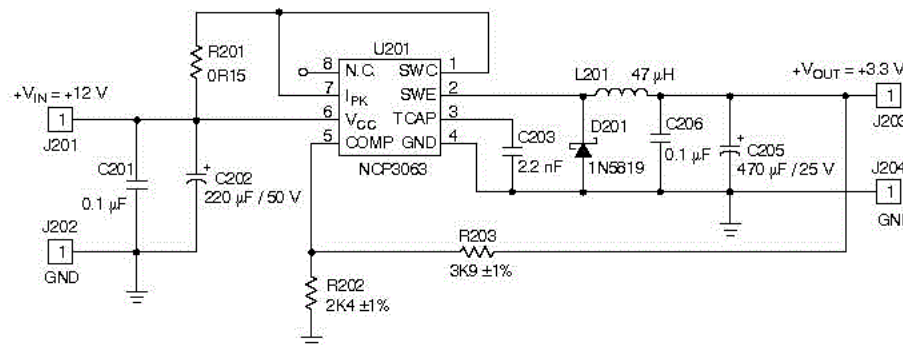 U201
R201
0R15
8 N.C. SWC 1
7 IPK SWE 2
6 VCC TCAP 3
5 COMP GND 4
NCP3063
+VIN = +12 V
1
J201
C201
0.1 µF
C202
220 µF / 50 V
J202
1
GND
L201 47 µH
C203
2.2 nF
D201
1N5819
C206
0.1 µF
C205
470 µF / 25 V
+VOUT = +3.3 V
1
J203
J204
1
GND
R203
3K9 ±1%
R202
2K4 ±1%